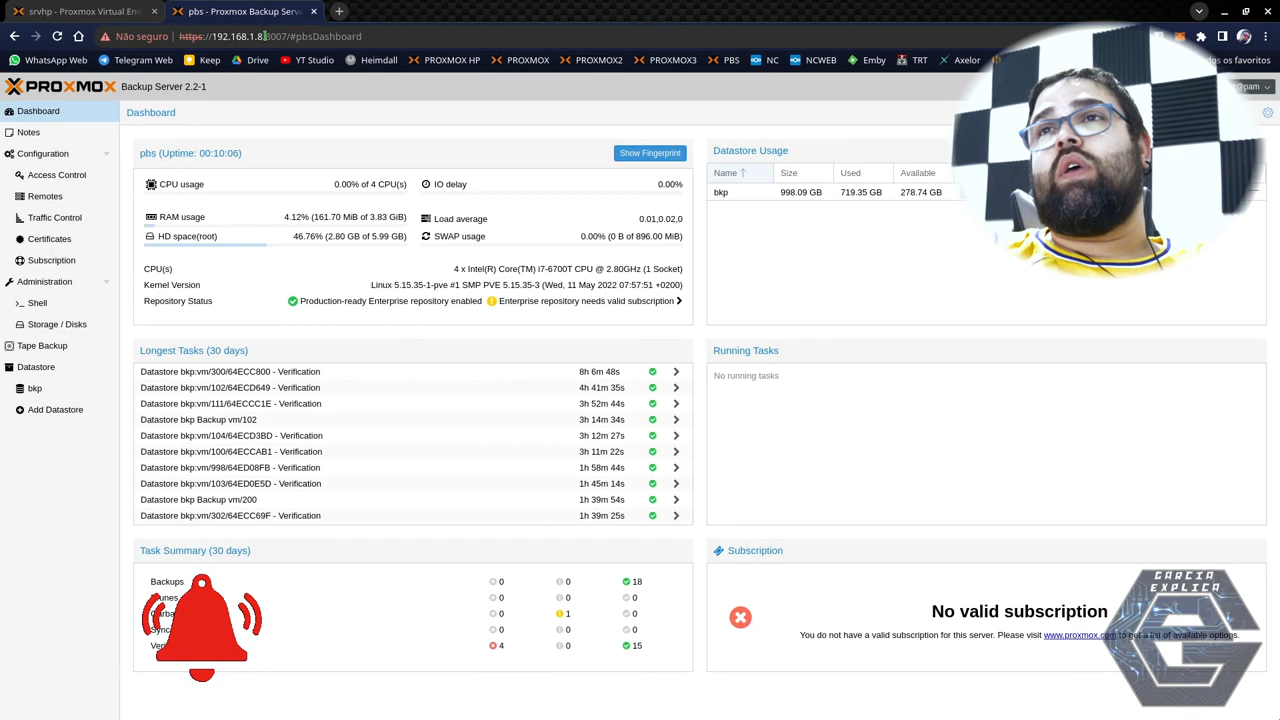 srvhp - Proxmox Virtual Env
pbs - Proxmox Backup Serve
Não seguro
https://192.168.1.8
8007/#pbsDashboard
WhatsApp Web
Telegram Web
Keep
Drive
YT Studio
Heimdall
PROXMOX HP
PROXMOX
PROXMOX2
PROXMOX3
PBS
NC
NCWEB
Emby
TRT
Axelor
os favoritos
PROXMOX
Backup Server 2.2-1
@pam
Dashboard
Notes
Configuration
Access Control
Remotes
Traffic Control
Certificates
Subscription
Administration
Shell
Storage / Disks
Tape Backup
Datastore
bkp
Add Datastore
Dashboard
pbs (Uptime: 00:10:06)
Show Fingerprint
CPU usage 0.00% of 4 CPU(s)
IO delay 0.00%
RAM usage 4.12% (161.70 MiB of 3.83 GiB)
Load average 0.01,0.02,0
HD space(root) 46.76% (2.80 GB of 5.99 GB)
SWAP usage 0.00% (0 B of 896.00 MiB)
CPU(s) 4 x Intel(R) Core(TM) i7-6700T CPU @ 2.80GHz (1 Socket)
Kernel Version Linux 5.15.35-1-pve #1 SMP PVE 5.15.35-3 (Wed, 11 May 2022 07:57:51 +0200)
Repository Status Production-ready Enterprise repository enabled Enterprise repository needs valid subscription
Datastore Usage
Name Size Used Available
bkp 998.09 GB 719.35 GB 278.74 GB
Longest Tasks (30 days)
Datastore bkp:vm/300/64ECC800 - Verification 8h 6m 48s
Datastore bkp:vm/102/64ECD649 - Verification 4h 41m 35s
Datastore bkp:vm/111/64ECCC1E - Verification 3h 52m 44s
Datastore bkp Backup vm/102 3h 14m 34s
Datastore bkp:vm/104/64ECD3BD - Verification 3h 12m 27s
Datastore bkp:vm/100/64ECCAB1 - Verification 3h 11m 22s
Datastore bkp:vm/998/64ED08FB - Verification 1h 58m 44s
Datastore bkp:vm/103/64ED0E5D - Verification 1h 45m 14s
Datastore bkp Backup vm/200 1h 39m 54s
Datastore bkp:vm/302/64ECC69F - Verification 1h 39m 25s
Running Tasks
No running tasks
Task Summary (30 days)
Backups 0 0 18
unes 0 0 0
Garba 0 1 0
Sync 0 0 0
Ver 4 0 15
Subscription
No valid subscription
You do not have a valid subscription for this server. Please visit www.proxmox.com to get a list of available options.
GARCIA
EXPLICA